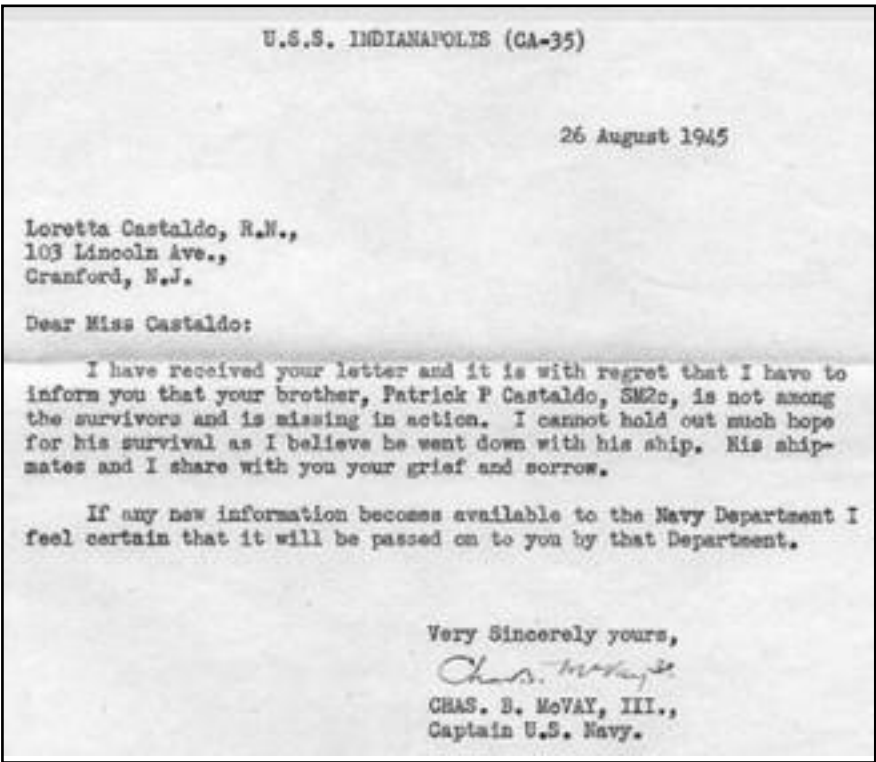 U.S.S. INDIANAPOLIS (CA-35)
26 August 1945
Loretta Castaldo, R.N.,
103 Lincoln Ave.,
Cranford, N.J.
Dear Miss Castaldo:
I have received your letter and it is with regret that I have to
inform you that your brother, Patrick P Castaldo, SM2c, is not among
the survivors and is missing in action. I cannot hold out much hope
for his survival as I believe he went down with his ship. His ship-
mates and I share with you your grief and sorrow.
If any new information becomes available to the Navy Department I
feel certain that it will be passed on to you by that Department.
Very Sincerely yours,
Chas. B. McVay III
CHAS. B. McVAY, III.,
Captain U.S. Navy.